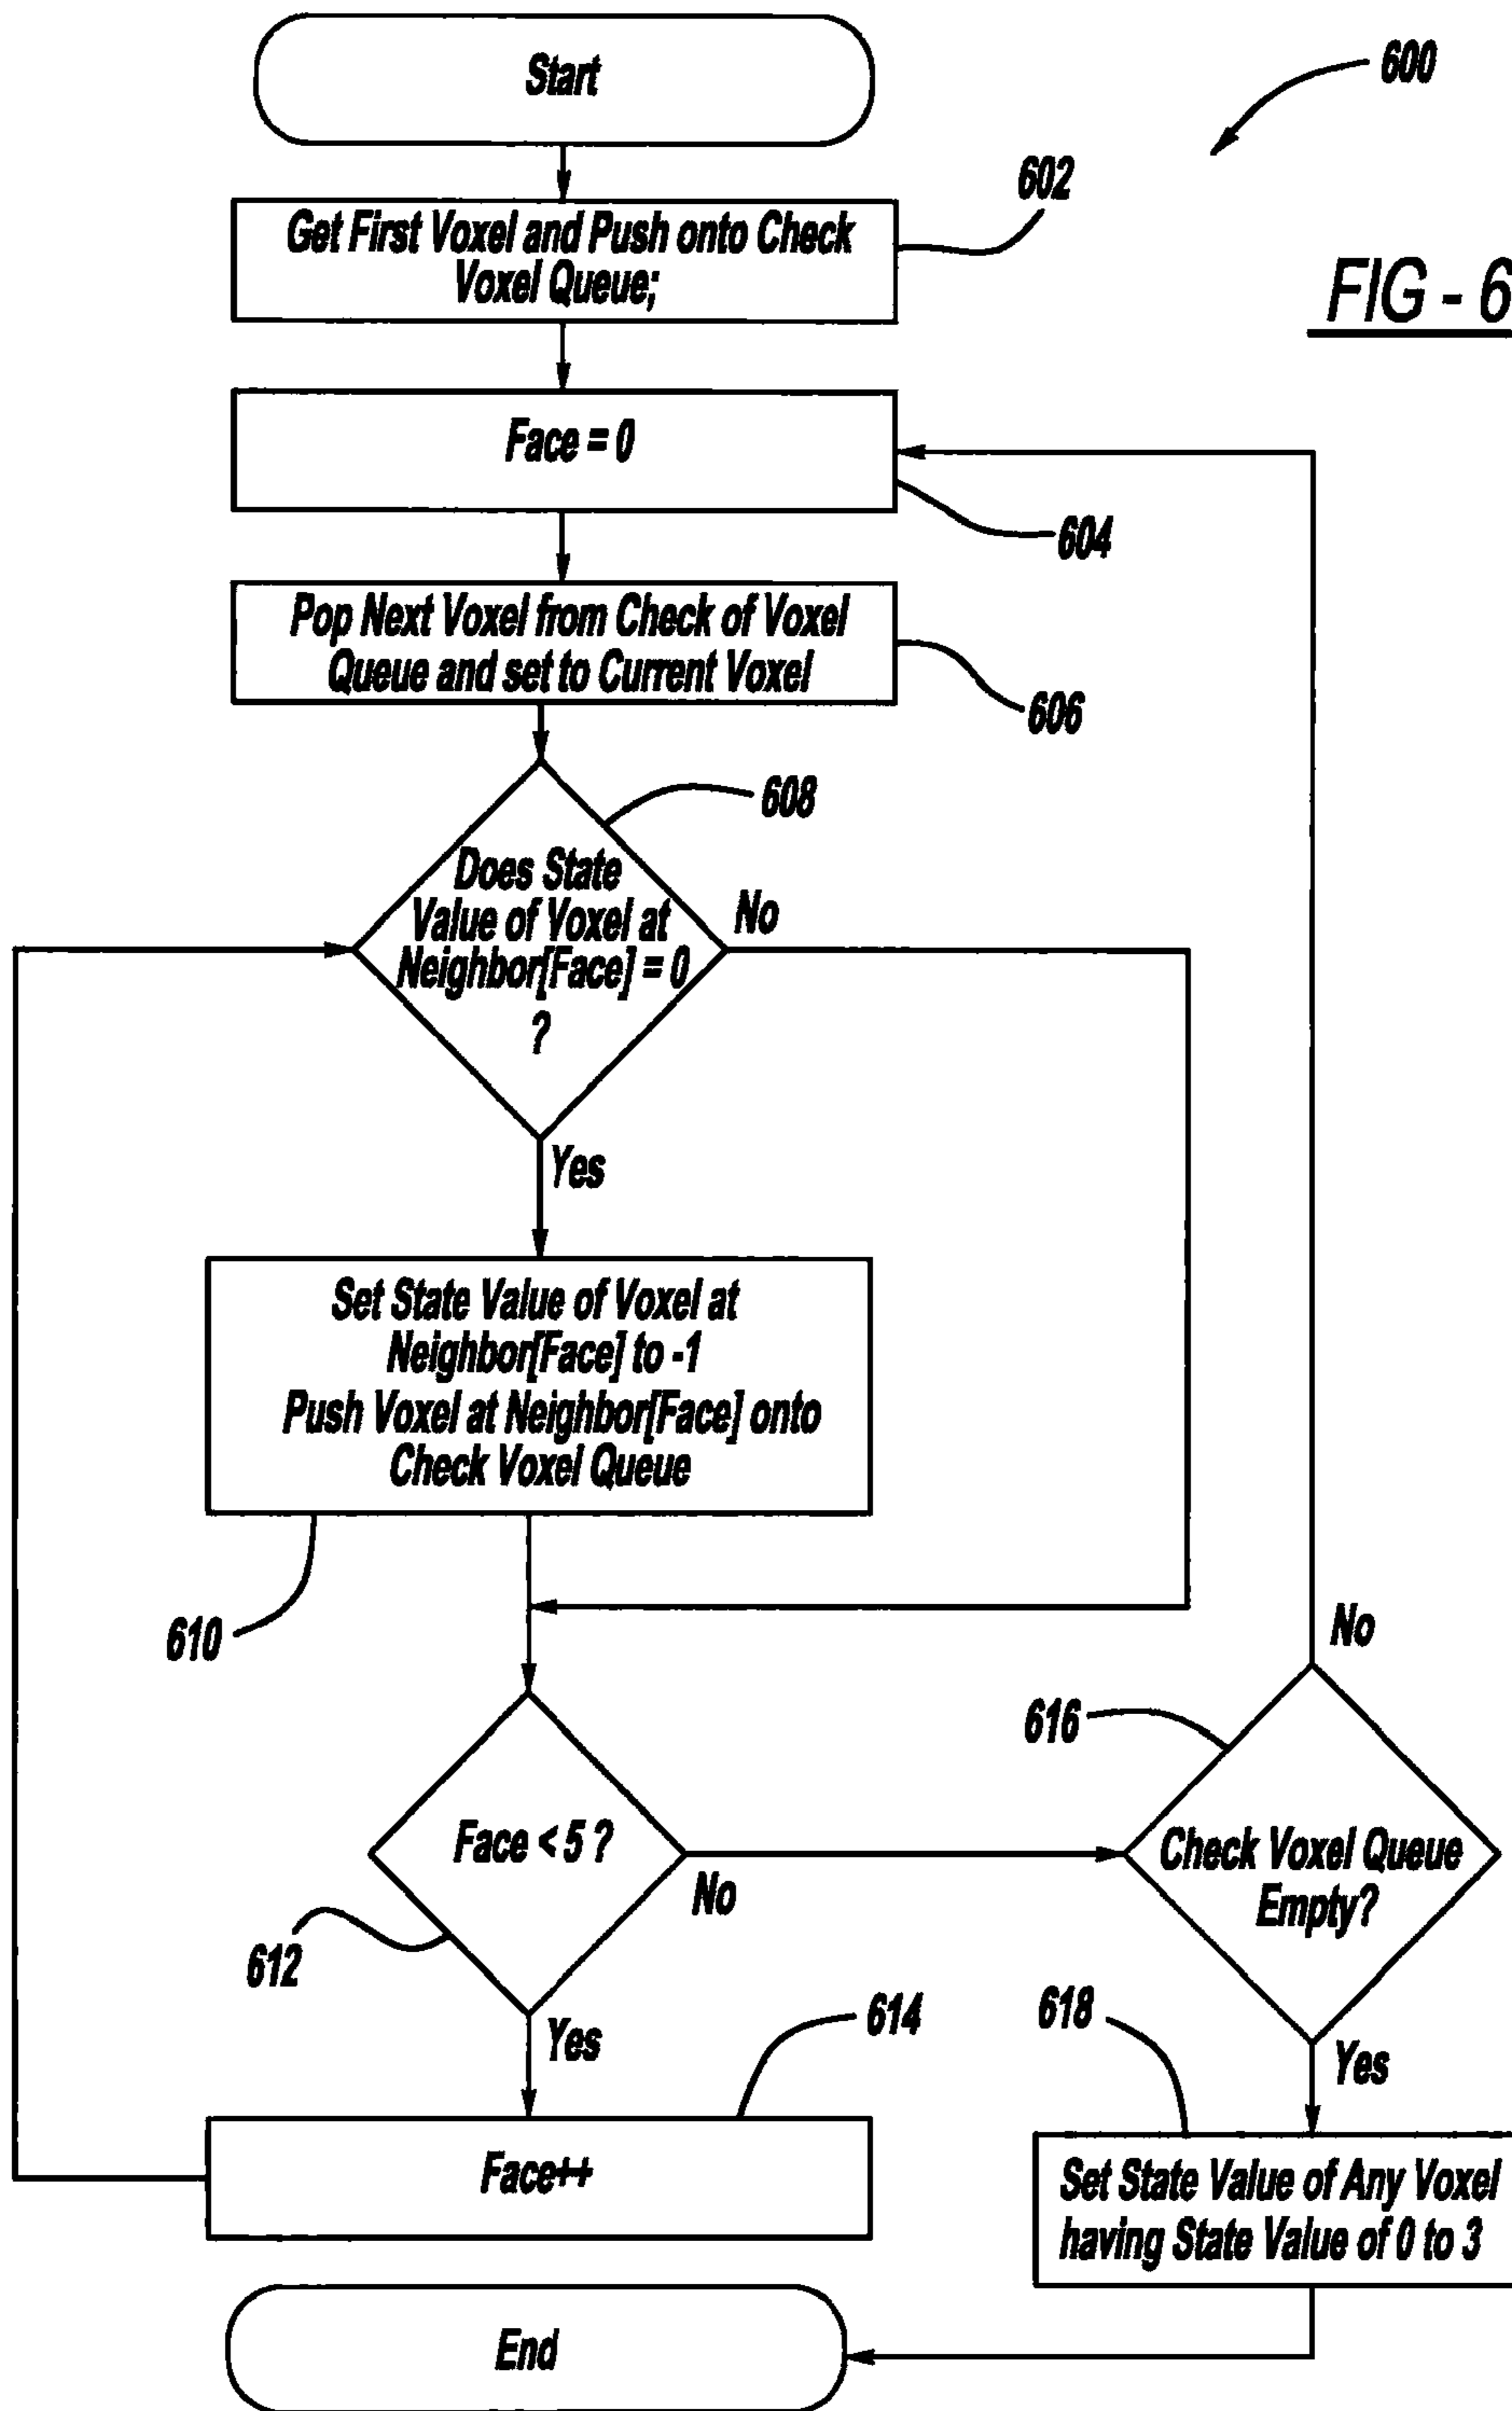 Start
600
602
Get First Voxel and Push onto Check
Voxel Queue;
FIG - 6
Face = 0
604
Pop Next Voxel from Check of Voxel
Queue and set to Current Voxel
606
608
Does State
Value of Voxel at
Neighbor[Face] = 0
?
No
Yes
Set State Value of Voxel at
Neighbor[Face] to -1
Push Voxel at Neighbor[Face] onto
Check Voxel Queue
610
No
616
Face < 5 ?
No
Check Voxel Queue
Empty?
612
Yes
614
618
Yes
Face++
Set State Value of Any Voxel
having State Value of 0 to 3
End